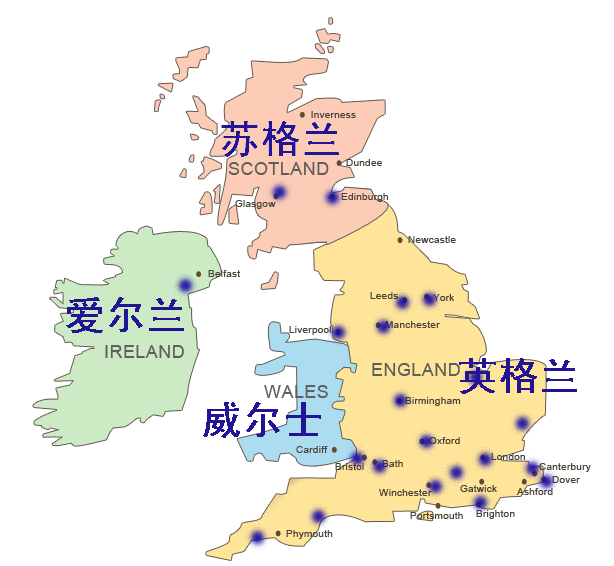 Inverness
苏格兰
Dundee
SCOTLAND
Glasgow
Edinburgh
Newcastle
Belfast
Leeds
York
爱尔兰
Manchester
Liverpool
IRELAND
ENGLAND
英格兰
WALES
Birmingham
威尔士
Oxford
Cardiff
London
Bristol
Bath
Canterbury
Dover
Winchester
Gatwick
Ashford
Portsmouth
Brighton
Phymouth